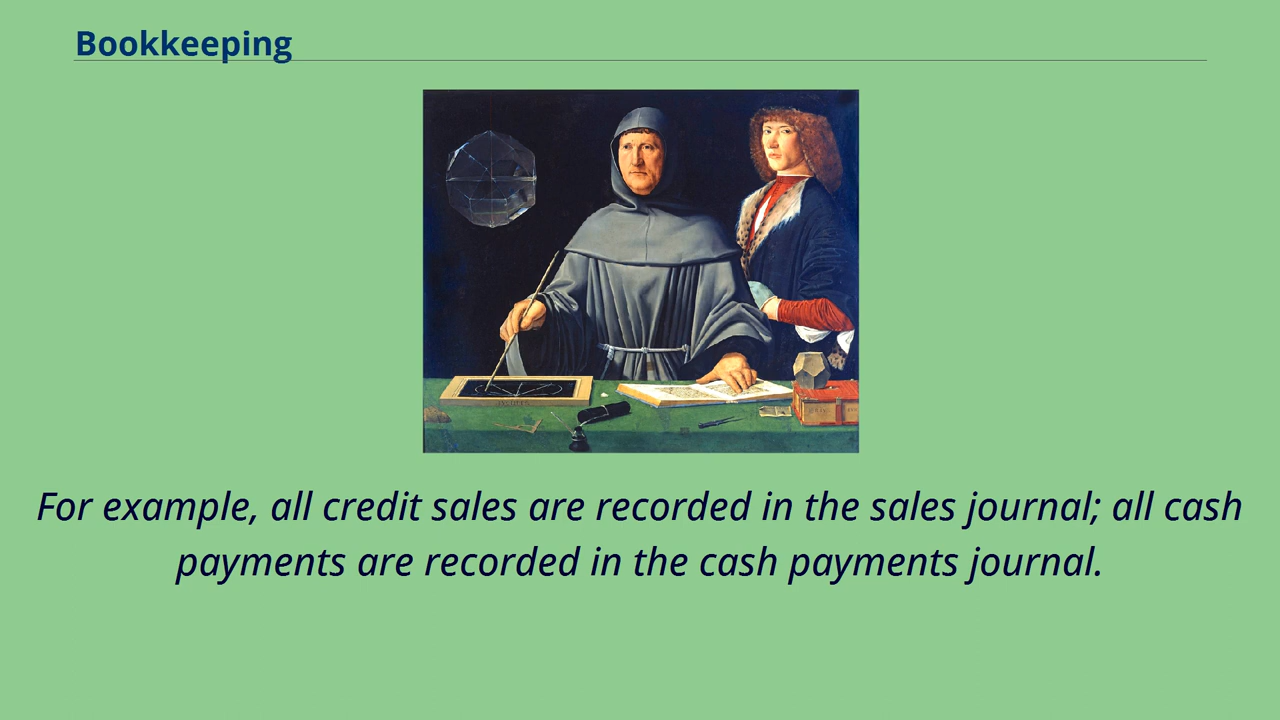 Bookkeeping
For example, all credit sales are recorded in the sales journal; all cash
payments are recorded in the cash payments journal.